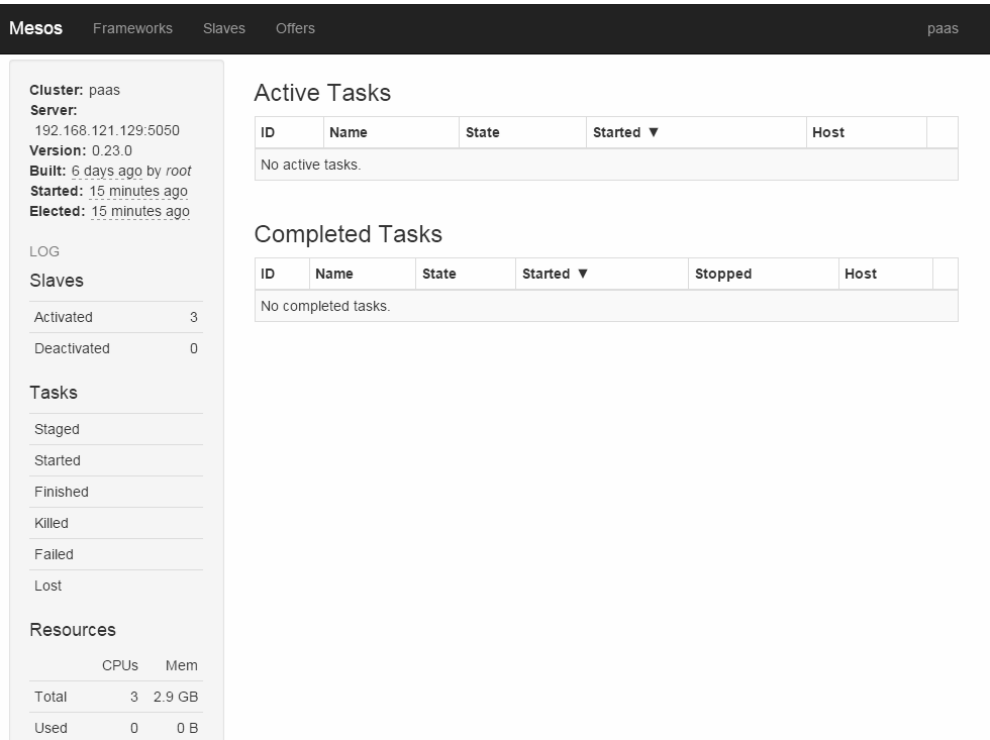 Mesos Frameworks Slaves Offers paas
Cluster: paas
Server:
192.168.121.129:5050
Version: 0.23.0
Built: 6 days ago by root
Started: 15 minutes ago
Elected: 15 minutes ago
LOG
Slaves
Activated 3
Deactivated 0
Tasks
Staged
Started
Finished
Killed
Failed
Lost
Resources
CPUs Mem
Total 3 2.9 GB
Used 0 0 B
Active Tasks
ID Name State Started ▼ Host
No active tasks.
Completed Tasks
ID Name State Started ▼ Stopped Host
No completed tasks.